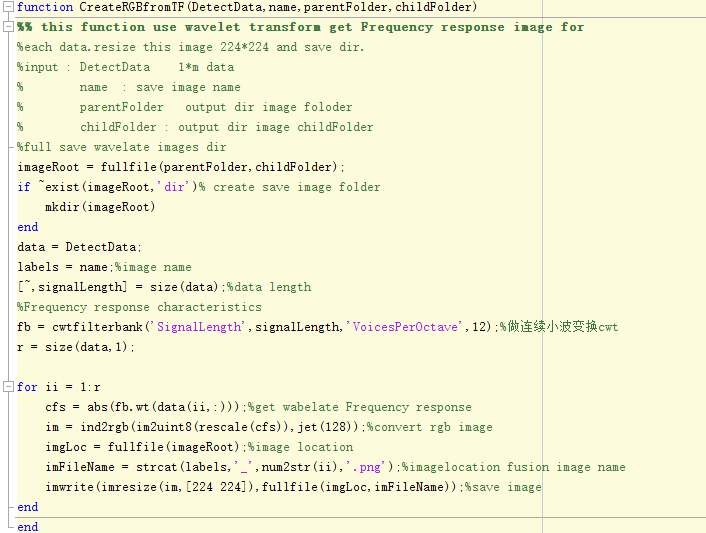 function CreateRGBfromTF(DetectData,name,parentFolder,childFolder)
%% this function use wavelet transform get Frequency response image for
%each data.resize this image 224*224 and save dir.
%input : DetectData    1*m data
%        name  : save image name
%        parentFolder   output dir image foloder
%        childFolder : output dir image childFolder
%full save wavelate images dir
imageRoot = fullfile(parentFolder,childFolder);
if ~exist(imageRoot,'dir')% create save image folder
    mkdir(imageRoot)
end
data = DetectData;
labels = name;%image name
[~,signalLength] = size(data);%data length
%Frequency response characteristics
fb = cwtfilterbank('SignalLength',signalLength,'VoicesPerOctave',12);%做连续小波变换cwt
r = size(data,1);
for ii = 1:r
    cfs = abs(fb.wt(data(ii,:)));%get wabelate Frequency response
    im = ind2rgb(im2uint8(rescale(cfs)),jet(128));%convert rgb image
    imgLoc = fullfile(imageRoot);%image location
    imFileName = strcat(labels,'_',num2str(ii),'.png');%imagelocation fusion image name
    imwrite(imresize(im,[224 224]),fullfile(imgLoc,imFileName));%save image
end
end